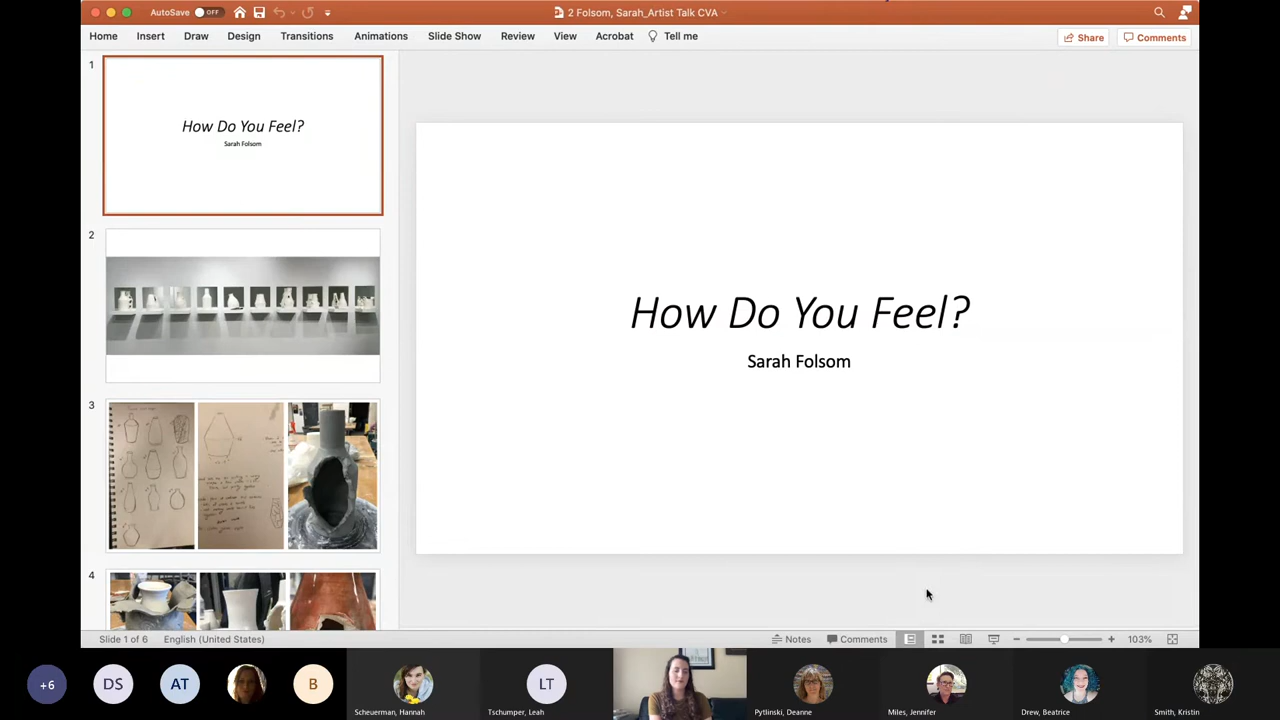 AutoSave OFF
2 Folsom, Sarah_Artist Talk CVA
Home Insert Draw Design Transitions Animations Slide Show Review View Acrobat Tell me
Share Comments
1
How Do You Feel?
Sarah Folsom
2
3
4
How Do You Feel?
Sarah Folsom
Slide 1 of 6 English (United States)
Notes Comments 103%
+6 DS AT B LT
Scheuerman, Hannah Tschumper, Leah Pytlinski, Deanne Miles, Jennifer Drew, Beatrice Smith, Kristin